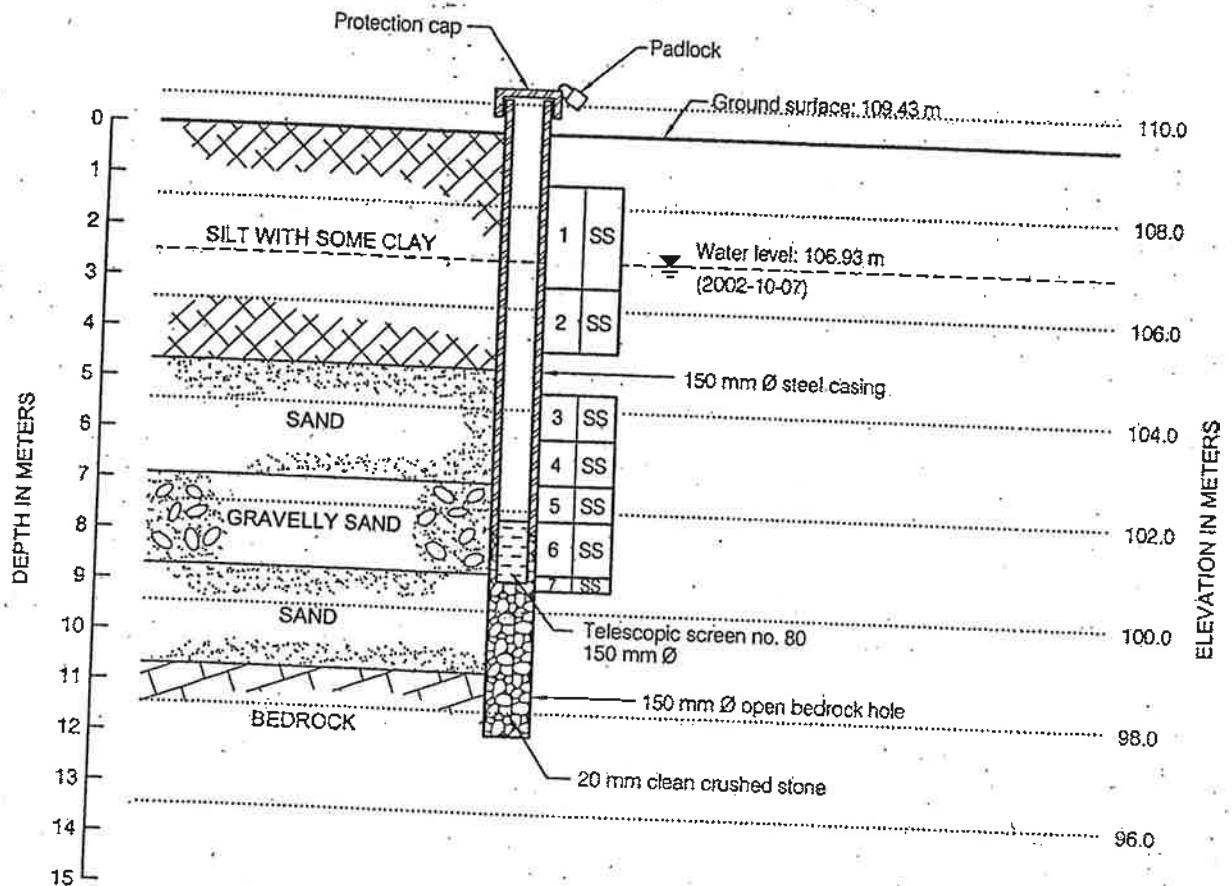 Protection cap
Padlock
Ground surface: 109.43 m
0
1
2
3
4
5
6
7
8
9
10
11
12
13
14
15
DEPTH IN METERS
110.0
108.0
106.0
104.0
102.0
100.0
98.0
96.0
ELEVATION IN METERS
SILT WITH SOME CLAY
1 SS
Water level: 106.93 m
(2002-10-07)
2 SS
150 mm Ø steel casing
SAND
3 SS
4 SS
GRAVELLY SAND
5 SS
6 SS
7 SS
SAND
Telescopic screen no. 80
150 mm Ø
150 mm Ø open bedrock hole
BEDROCK
20 mm clean crushed stone